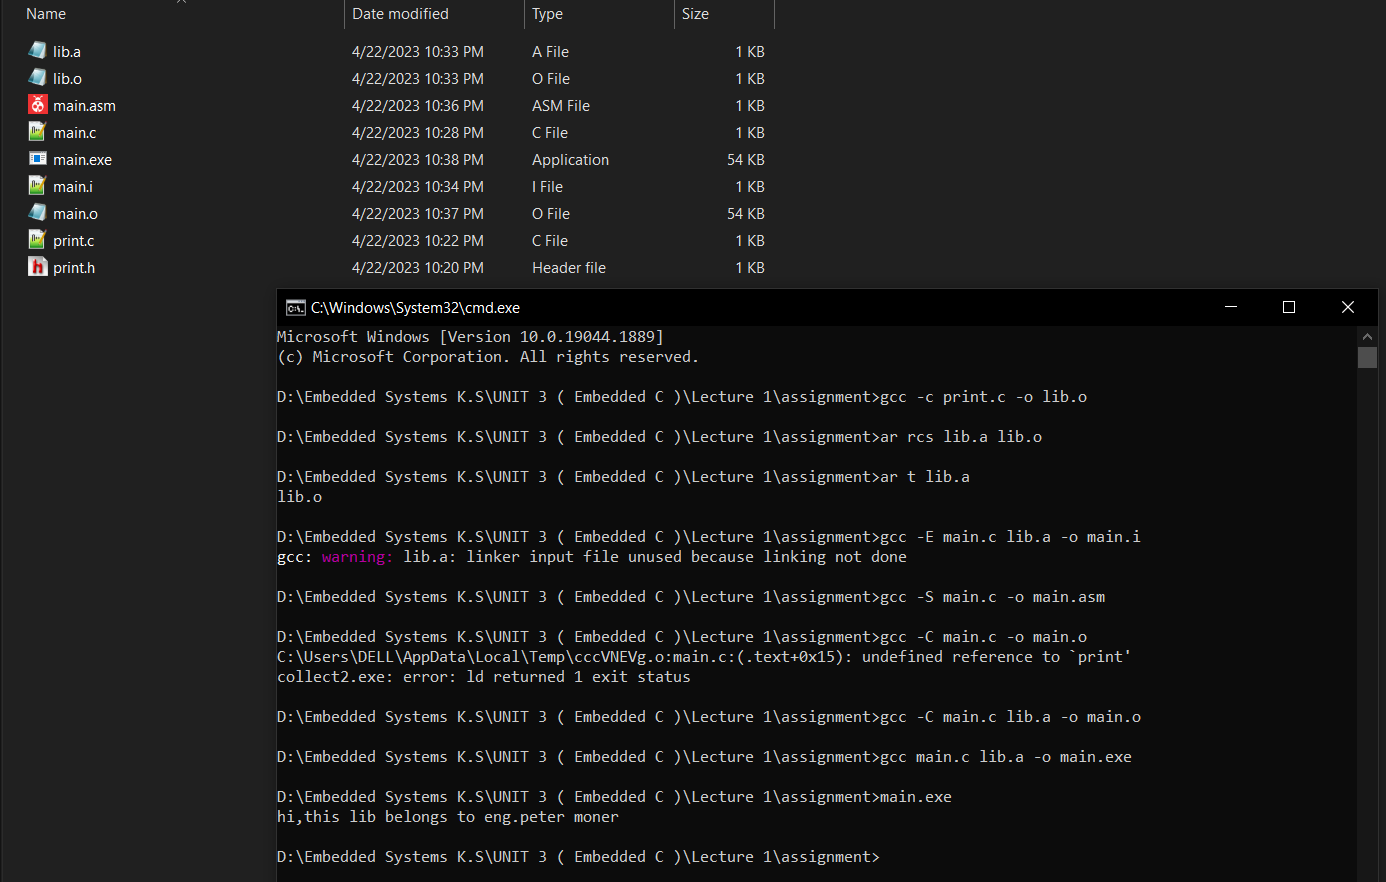 Name Date modified Type Size
lib.a 4/22/2023 10:33 PM A File 1 KB
lib.o 4/22/2023 10:33 PM O File 1 KB
main.asm 4/22/2023 10:36 PM ASM File 1 KB
main.c 4/22/2023 10:28 PM C File 1 KB
main.exe 4/22/2023 10:38 PM Application 54 KB
main.i 4/22/2023 10:34 PM I File 1 KB
main.o 4/22/2023 10:37 PM O File 54 KB
print.c 4/22/2023 10:22 PM C File 1 KB
print.h 4/22/2023 10:20 PM Header file 1 KB
C:\Windows\System32\cmd.exe
Microsoft Windows [Version 10.0.19044.1889]
(c) Microsoft Corporation. All rights reserved.
D:\Embedded Systems K.S\UNIT 3 ( Embedded C )\Lecture 1\assignment>gcc -c print.c -o lib.o
D:\Embedded Systems K.S\UNIT 3 ( Embedded C )\Lecture 1\assignment>ar rcs lib.a lib.o
D:\Embedded Systems K.S\UNIT 3 ( Embedded C )\Lecture 1\assignment>ar t lib.a
lib.o
D:\Embedded Systems K.S\UNIT 3 ( Embedded C )\Lecture 1\assignment>gcc -E main.c lib.a -o main.i
gcc: warning: lib.a: linker input file unused because linking not done
D:\Embedded Systems K.S\UNIT 3 ( Embedded C )\Lecture 1\assignment>gcc -S main.c -o main.asm
D:\Embedded Systems K.S\UNIT 3 ( Embedded C )\Lecture 1\assignment>gcc -C main.c -o main.o
C:\Users\DELL\AppData\Local\Temp\cccVNEVg.o:main.c:(.text+0x15): undefined reference to `print'
collect2.exe: error: ld returned 1 exit status
D:\Embedded Systems K.S\UNIT 3 ( Embedded C )\Lecture 1\assignment>gcc -C main.c lib.a -o main.o
D:\Embedded Systems K.S\UNIT 3 ( Embedded C )\Lecture 1\assignment>gcc main.c lib.a -o main.exe
D:\Embedded Systems K.S\UNIT 3 ( Embedded C )\Lecture 1\assignment>main.exe
hi,this lib belongs to eng.peter moner
D:\Embedded Systems K.S\UNIT 3 ( Embedded C )\Lecture 1\assignment>